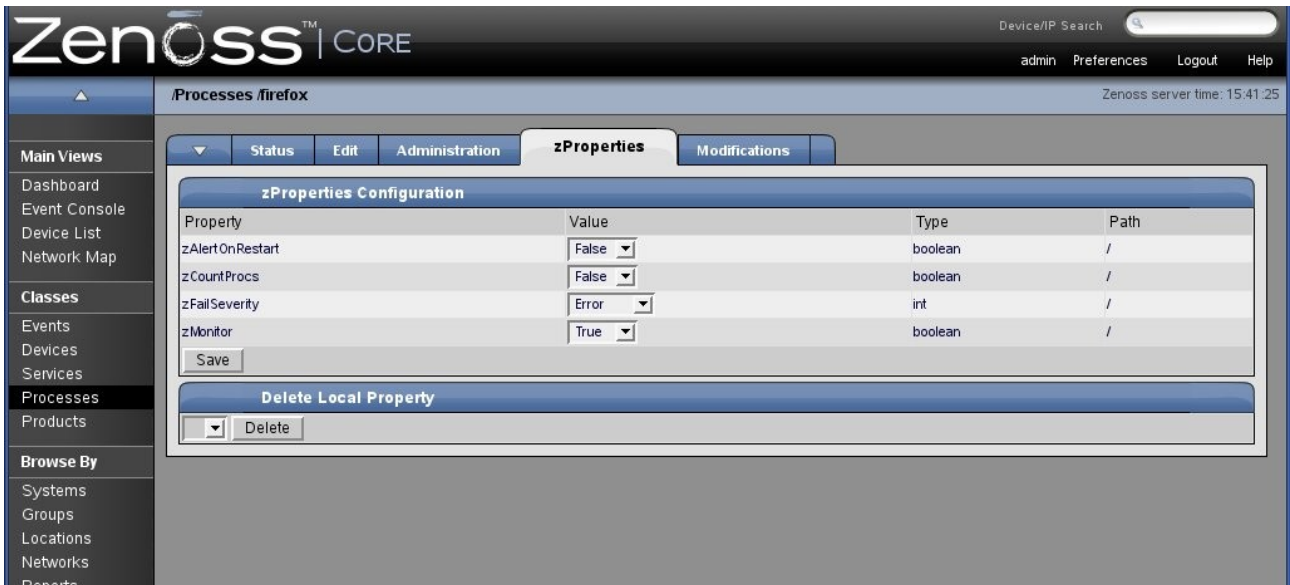 Zenoss™ | CORE
Device/IP Search
admin Preferences Logout Help
/Processes /firefox
Zenoss server time: 15:41:25
Main Views
Dashboard
Event Console
Device List
Network Map
Classes
Events
Devices
Services
Processes
Products
Browse By
Systems
Groups
Locations
Networks
Reports
Status Edit Administration zProperties Modifications
zProperties Configuration
Property Value Type Path
zAlertOnRestart False boolean /
zCountProcs False boolean /
zFailSeverity Error int /
zMonitor True boolean /
Save
Delete Local Property
Delete